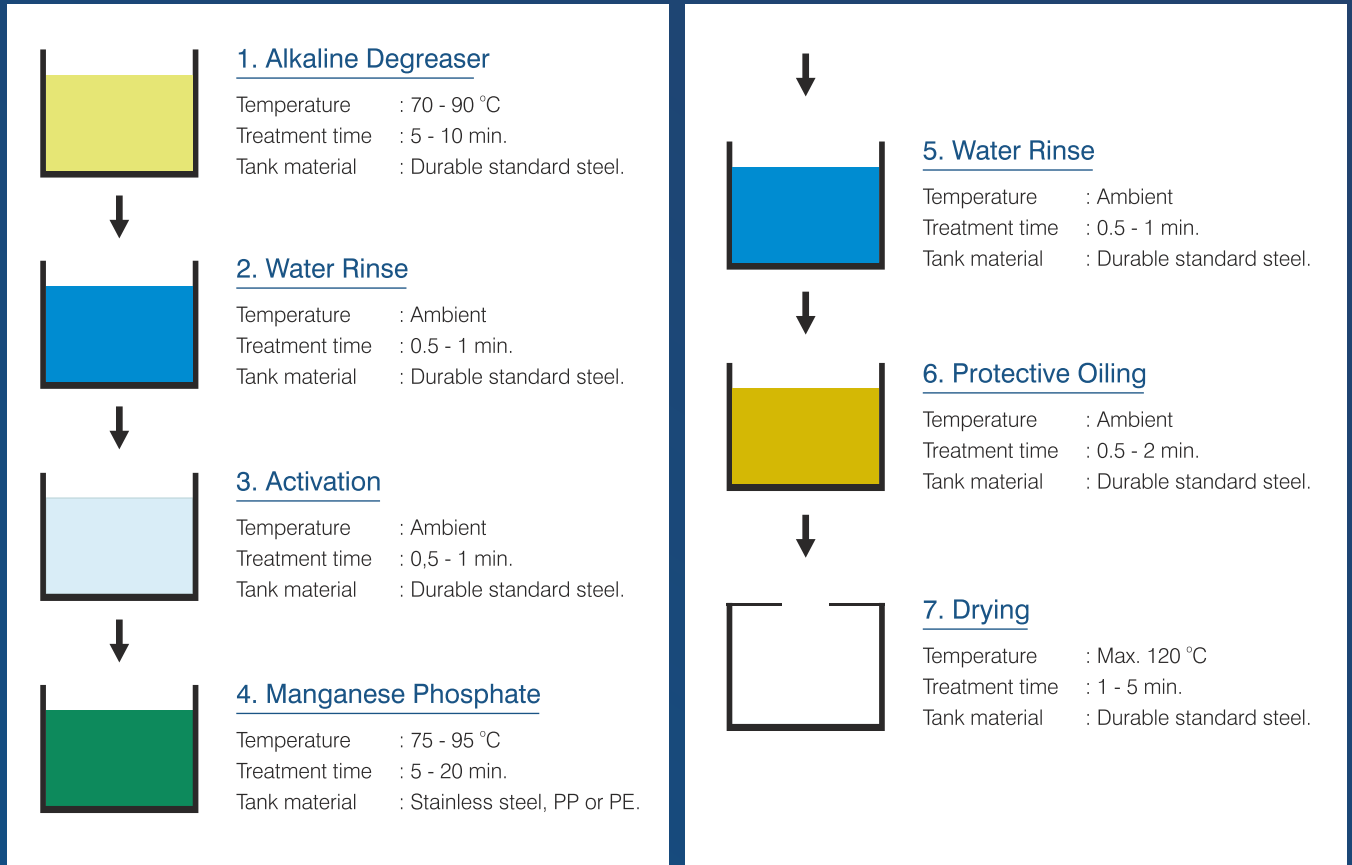 1. Alkaline Degreaser
Temperature : 70 - 90 °C
Treatment time : 5 - 10 min.
Tank material : Durable standard steel.
2. Water Rinse
Temperature : Ambient
Treatment time : 0.5 - 1 min.
Tank material : Durable standard steel.
3. Activation
Temperature : Ambient
Treatment time : 0,5 - 1 min.
Tank material : Durable standard steel.
4. Manganese Phosphate
Temperature : 75 - 95 °C
Treatment time : 5 - 20 min.
Tank material : Stainless steel, PP or PE.
5. Water Rinse
Temperature : Ambient
Treatment time : 0.5 - 1 min.
Tank material : Durable standard steel.
6. Protective Oiling
Temperature : Ambient
Treatment time : 0.5 - 2 min.
Tank material : Durable standard steel.
7. Drying
Temperature : Max. 120 °C
Treatment time : 1 - 5 min.
Tank material : Durable standard steel.